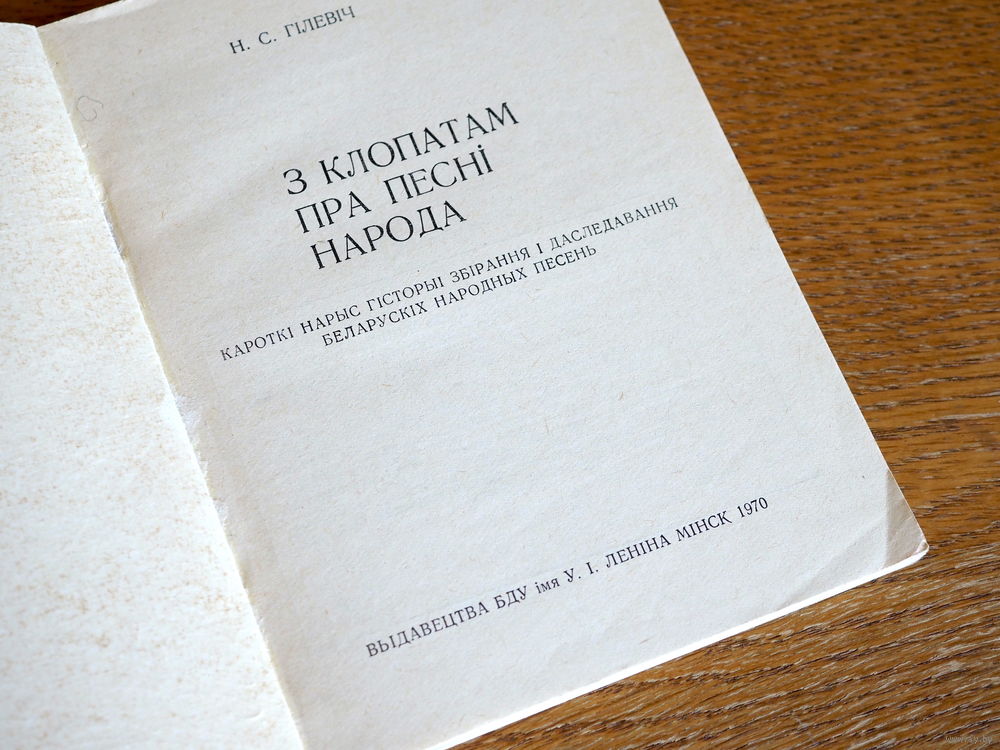 Н. С. ГІЛЕВІЧ
З КЛОПАТАМ
ПРА ПЕСНІ
НАРОДА
КАРОТКІ НАРЫС ГІСТОРЫІ ЗБІРАННЯ І ДАСЛЕДАВАННЯ
БЕЛАРУСКІХ НАРОДНЫХ ПЕСЕНЬ
ВЫДАВЕЦТВА БДУ імя У. І. ЛЕНІНА МІНСК 1970